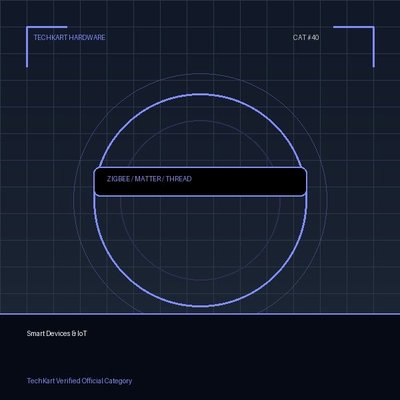 TECHKART HARDWARE
CAT #40
ZIGBEE / MATTER / THREAD
Smart Devices & IoT
TechKart Verified Official Category